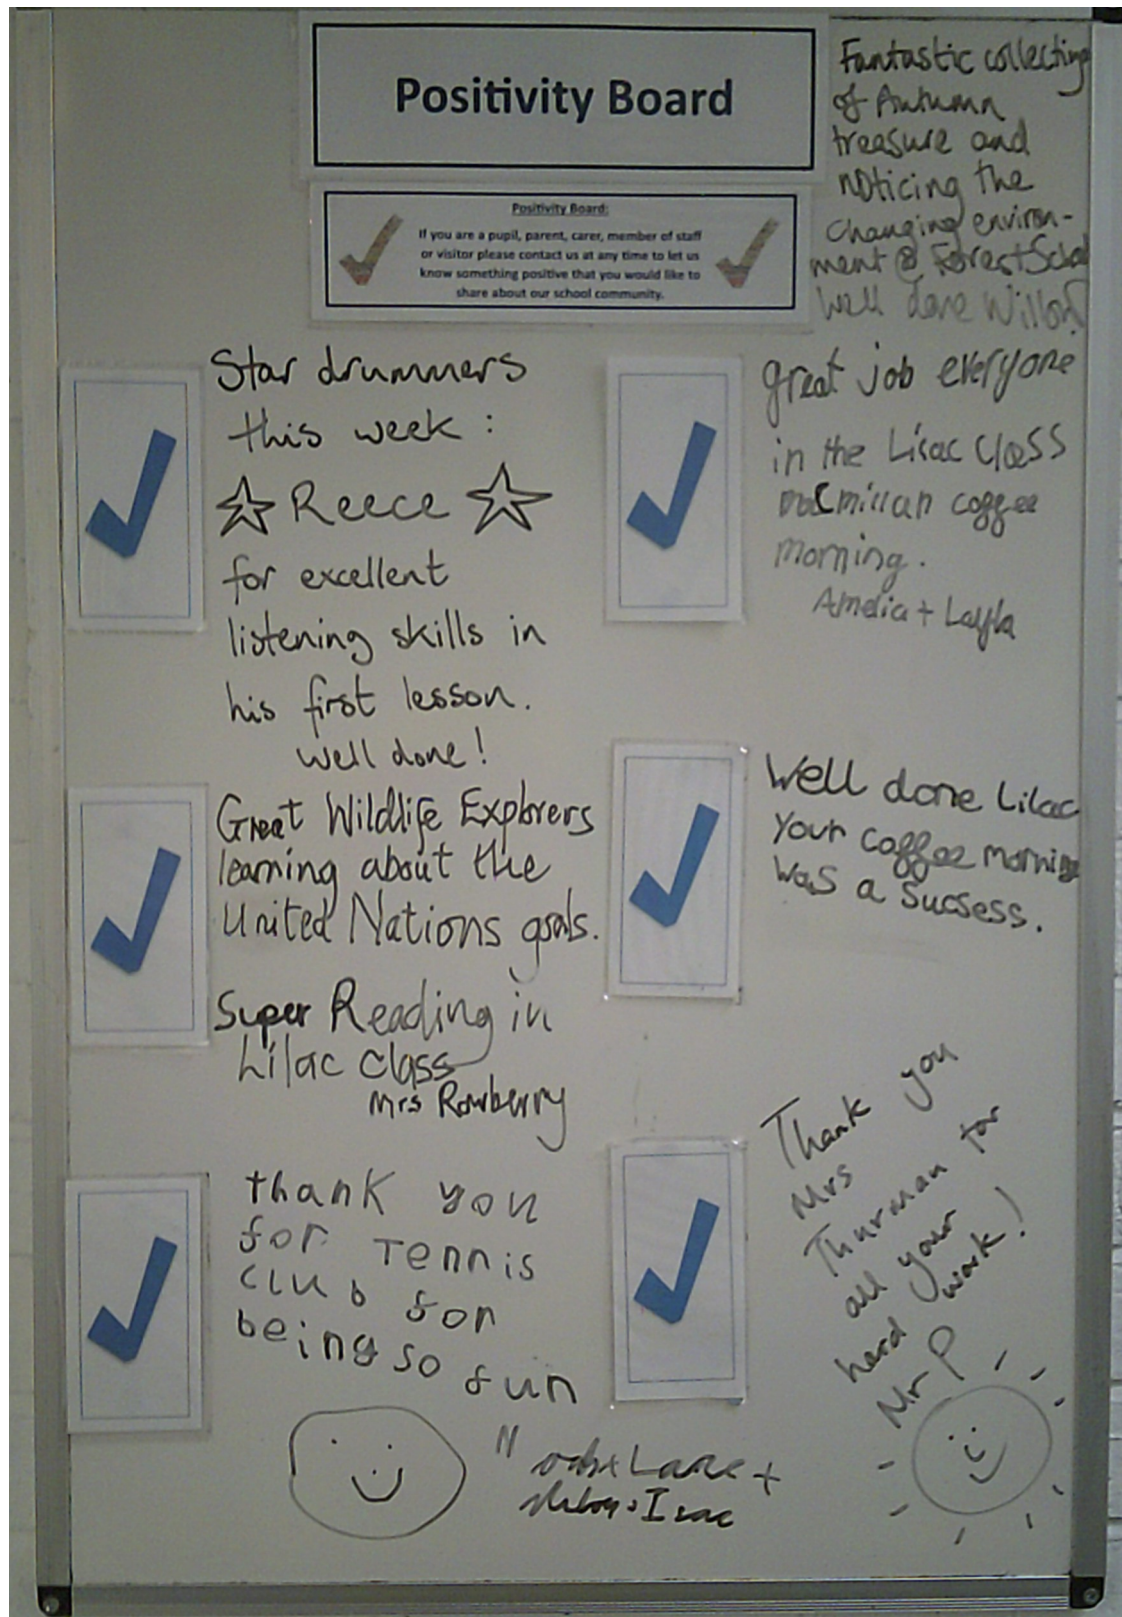 Positivity Board
Positivity Board:
If you are a pupil, parent, carer, member of staff
or visitor please contact us at any time to let us
know something positive that you would like to
share about our school community.
Fantastic collecting
of Autumn
treasure and
noticing the
changing environ-
ment @ Forest School
Well done Willow!
Star drummers
this week:
Reece
for excellent
listening skills in
his first lesson.
Well done!
great job everyone
in the Lilac Class
macmillan coffee
morning.
Amelia + Layla
Great Wildlife Explorers
learning about the
United Nations goals.
Super Reading in
Lilac class
Mrs Rowberry
Well done Lilac
Your coffee morning
was a sucsess.
thank you
for Tennis
club for
being so fun
Thank you
Mrs
Thurman for
all your
hard work!
Mr P
+ Isac